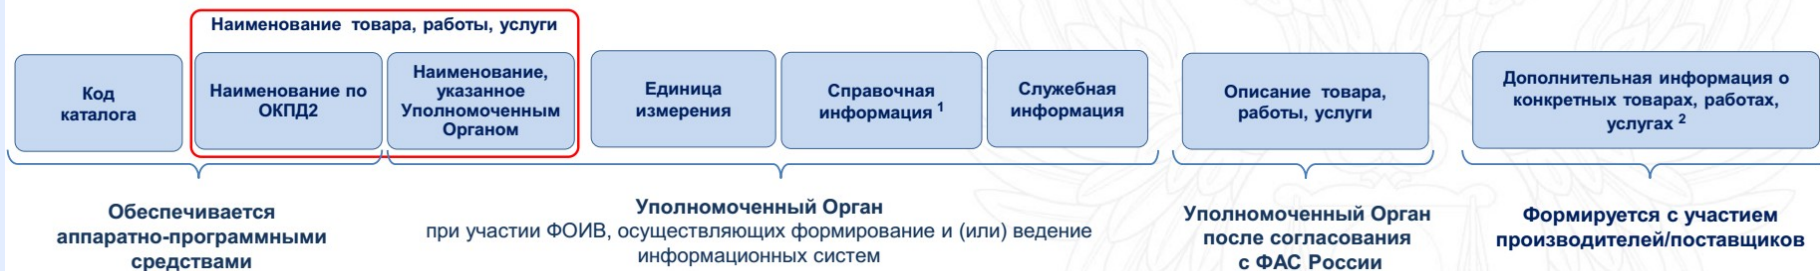 Наименование товара, работы, услуги
Код
каталога
Наименование по
ОКПД2
Наименование,
указанное
Уполномоченным
Органом
Единица
измерения
Справочная
информация 1
Служебная
информация
Описание товара,
работы, услуги
Дополнительная информация о
конкретных товарах, работах,
услугах 2
Обеспечивается
аппаратно-программными
средствами
Уполномоченный Орган
при участии ФОИВ, осуществляющих формирование и (или) ведение
информационных систем
Уполномоченный Орган
после согласования
с ФАС России
Формируется с участием
производителей/поставщиков